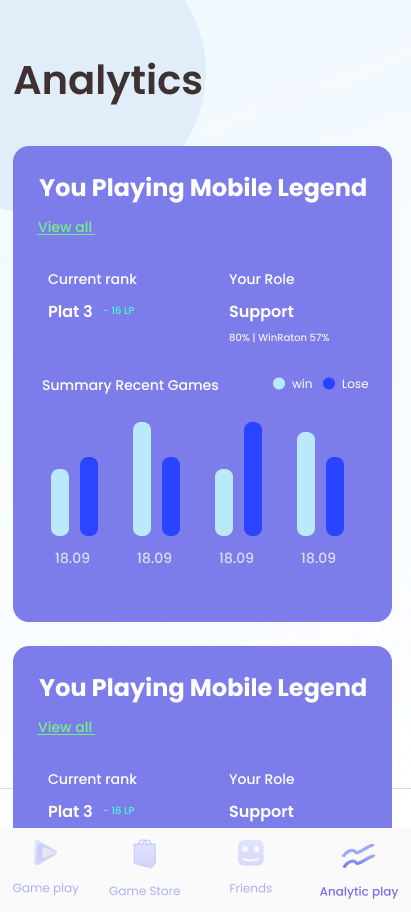 Analytics
You Playing Mobile Legend
View all
Current rank
Your Role
Plat 3 - 16 LP
Support
80% | WinRaton 57%
Summary Recent Games
win
Lose
18.09
18.09
18.09
18.09
You Playing Mobile Legend
View all
Current rank
Your Role
Plat 3 - 16 LP
Support
Game play
Game Store
Friends
Analytic play